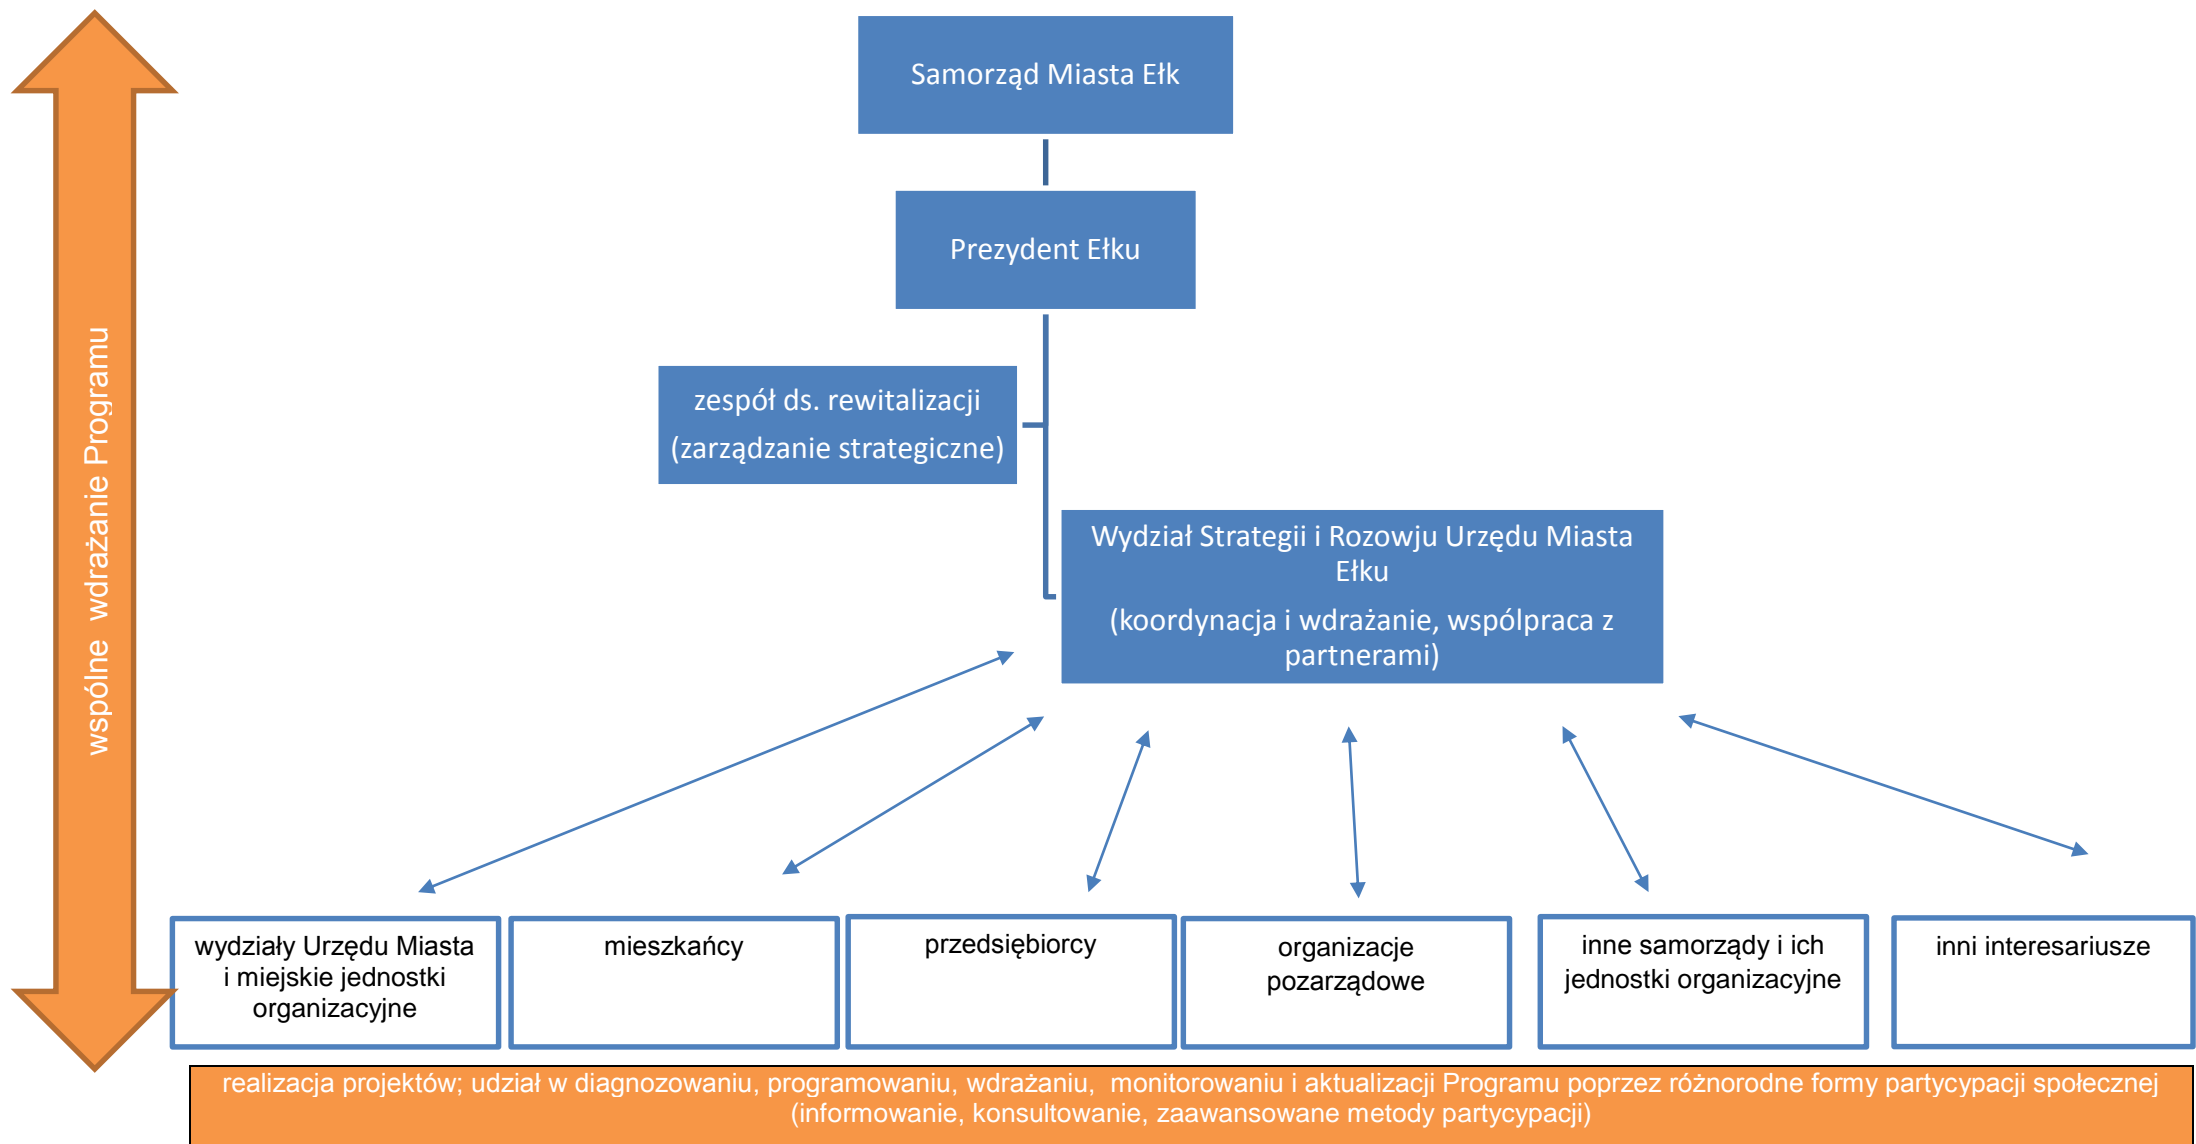 Samorząd Miasta Ełk
Prezydent Ełku
zespół ds. rewitalizacji
(zarządzanie strategiczne)
Wydział Strategii i Rozowju Urzędu Miasta
Ełku
(koordynacja i wdrażanie, wspólpraca z
partnerami)
wspólne wdrażanie Programu
wydziały Urzędu Miasta
i miejskie jednostki
organizacyjne
mieszkańcy
przedsiębiorcy
organizacje
pozarządowe
inne samorządy i ich
jednostki organizacyjne
inni interesariusze
realizacja projektów; udział w diagnozowaniu, programowaniu, wdrażaniu, monitorowaniu i aktualizacji Programu poprzez różnorodne formy partycypacji społecznej
(informowanie, konsultowanie, zaawansowane metody partycypacji)